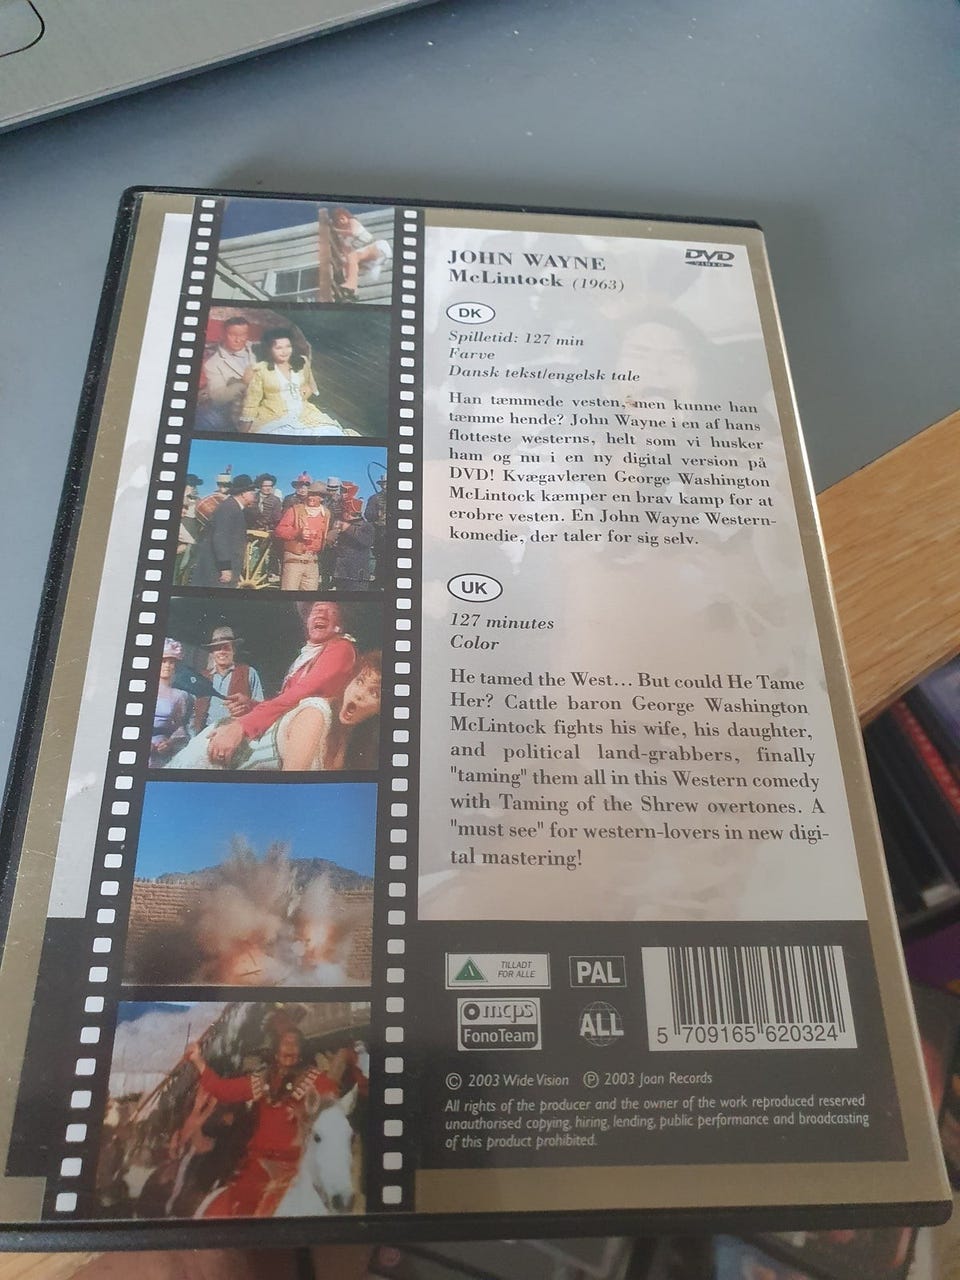 JOHN WAYNE
McLintock (1963)
DVD
VIDEO
DK
Spilletid: 127 min
Farve
Dansk tekst/engelsk tale
Han tæmmede vesten, men kunne han
tæmme hende? John Wayne i en af hans
flotteste westerns, helt som vi husker
ham og nu i en ny digital version på
DVD! Kvægavleren George Washington
McLintock kæmper en brav kamp for at
erobre vesten. En John Wayne Western-
komedie, der taler for sig selv.
UK
127 minutes
Color
He tamed the West... But could He Tame
Her? Cattle baron George Washington
McLintock fights his wife, his daughter,
and political land-grabbers, finally
"taming" them all in this Western comedy
with Taming of the Shrew overtones. A
"must see" for western-lovers in new digi-
tal mastering!
A TILLADT
FOR ALLE
PAL
mcps
FonoTeam
ALL
5 709165 620324
© 2003 Wide Vision ℗ 2003 Joan Records
All rights of the producer and the owner of the work reproduced reserved
unauthorised copying, hiring, lending, public performance and broadcasting
of this product prohibited.